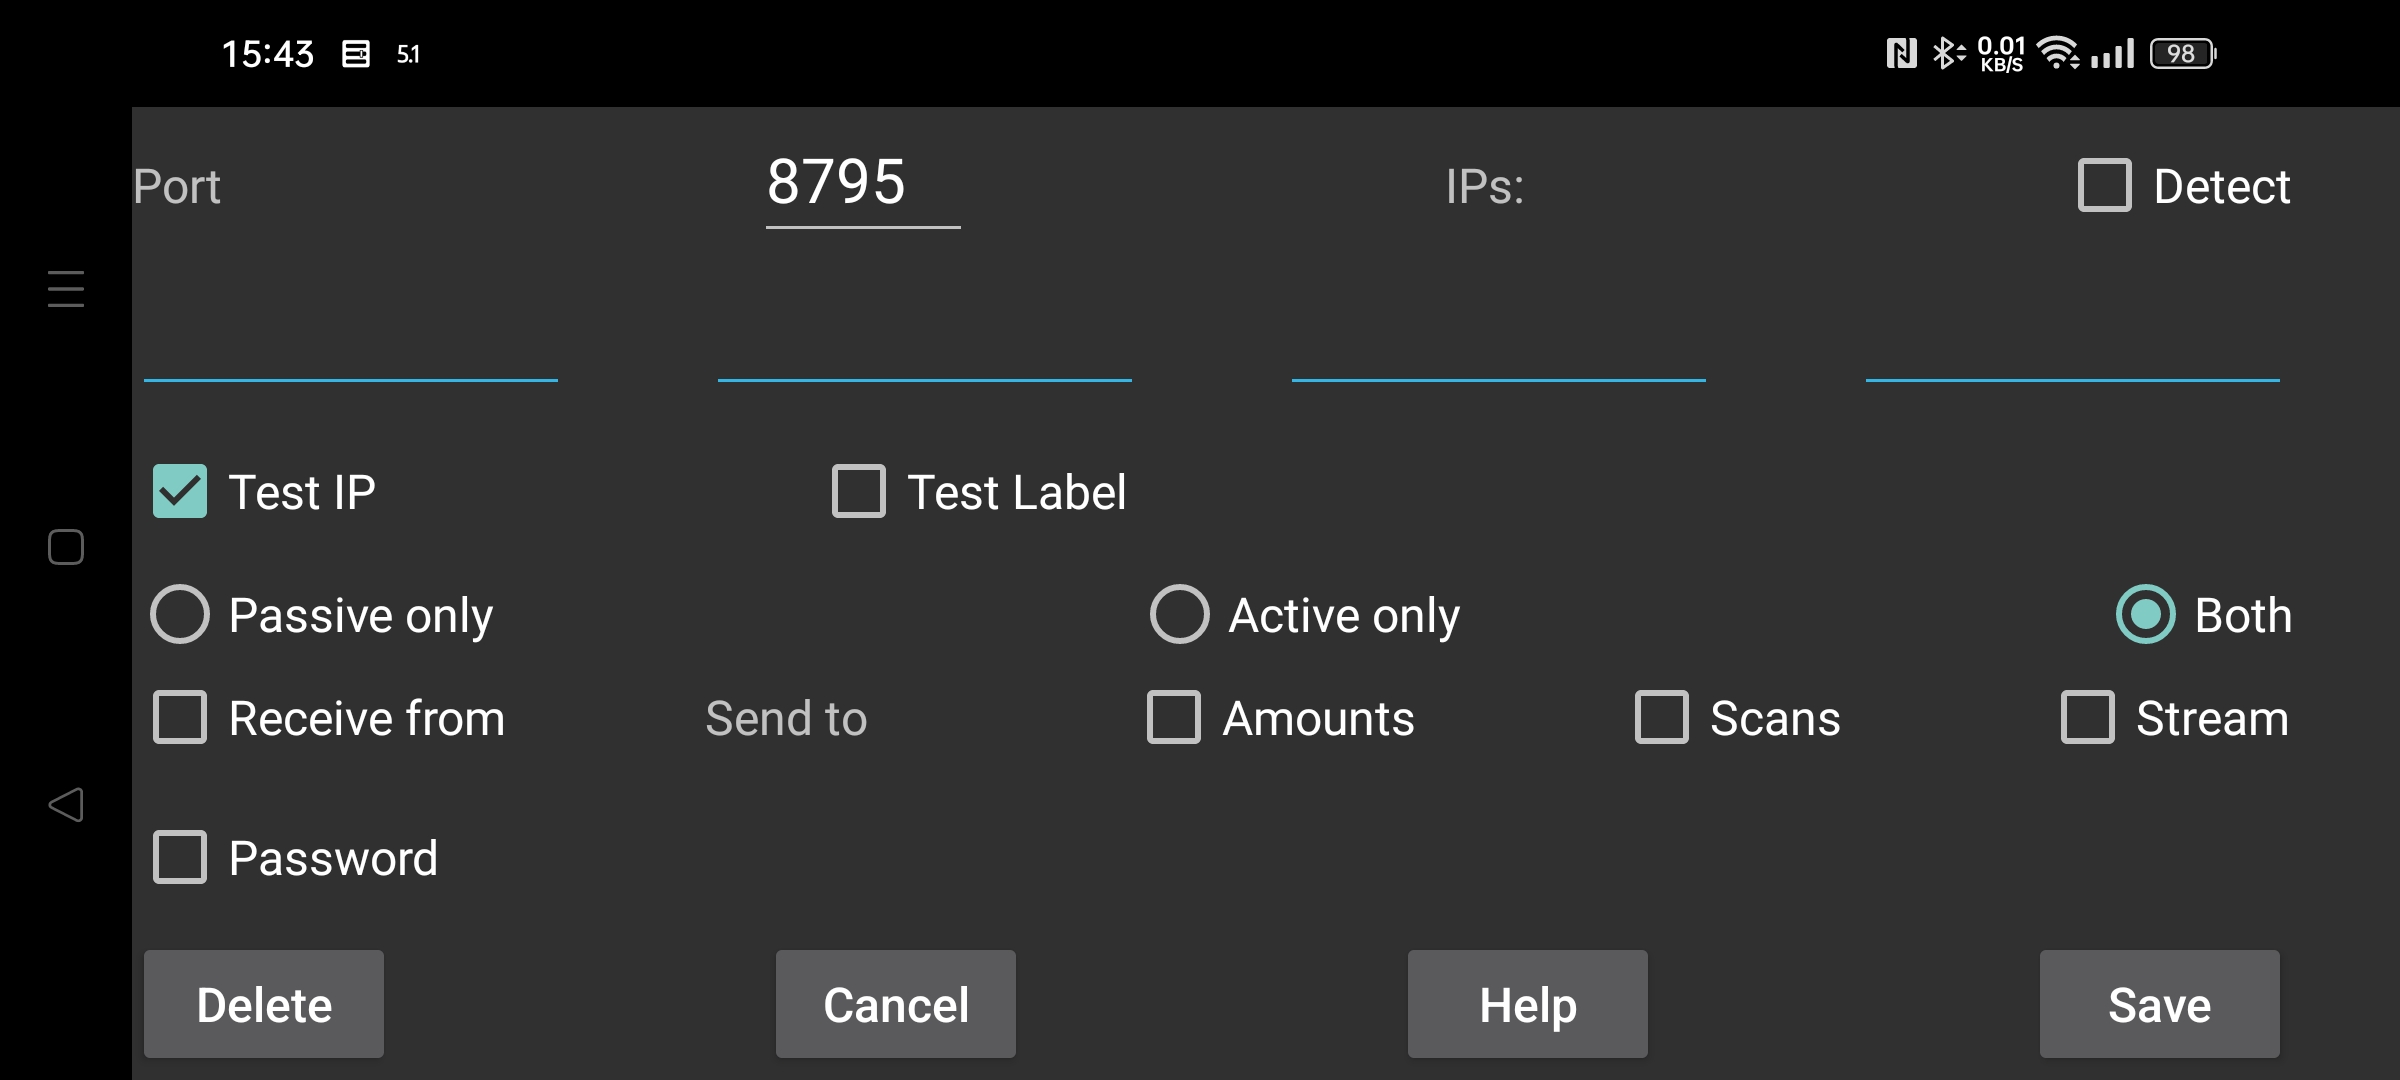 15:43 5.1 0.01 KB/S 98
Port 8795 IPs: Detect
Test IP Test Label
Passive only Active only Both
Receive from Send to Amounts Scans Stream
Password
Delete Cancel Help Save